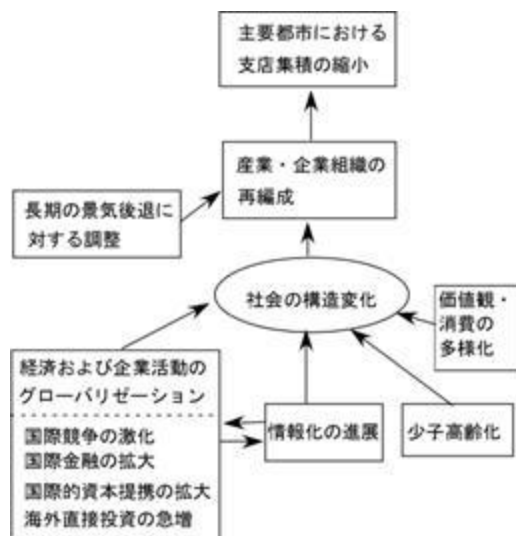 主要都市における
支店集積の縮小
産業・企業組織の
再編成
長期の景気後退に
対する調整
社会の構造変化
価値観・
消費の
多様化
経済および企業活動の
グローバリゼーション
国際競争の激化
国際金融の拡大
国際的資本提携の拡大
海外直接投資の急増
情報化の進展
少子高齢化